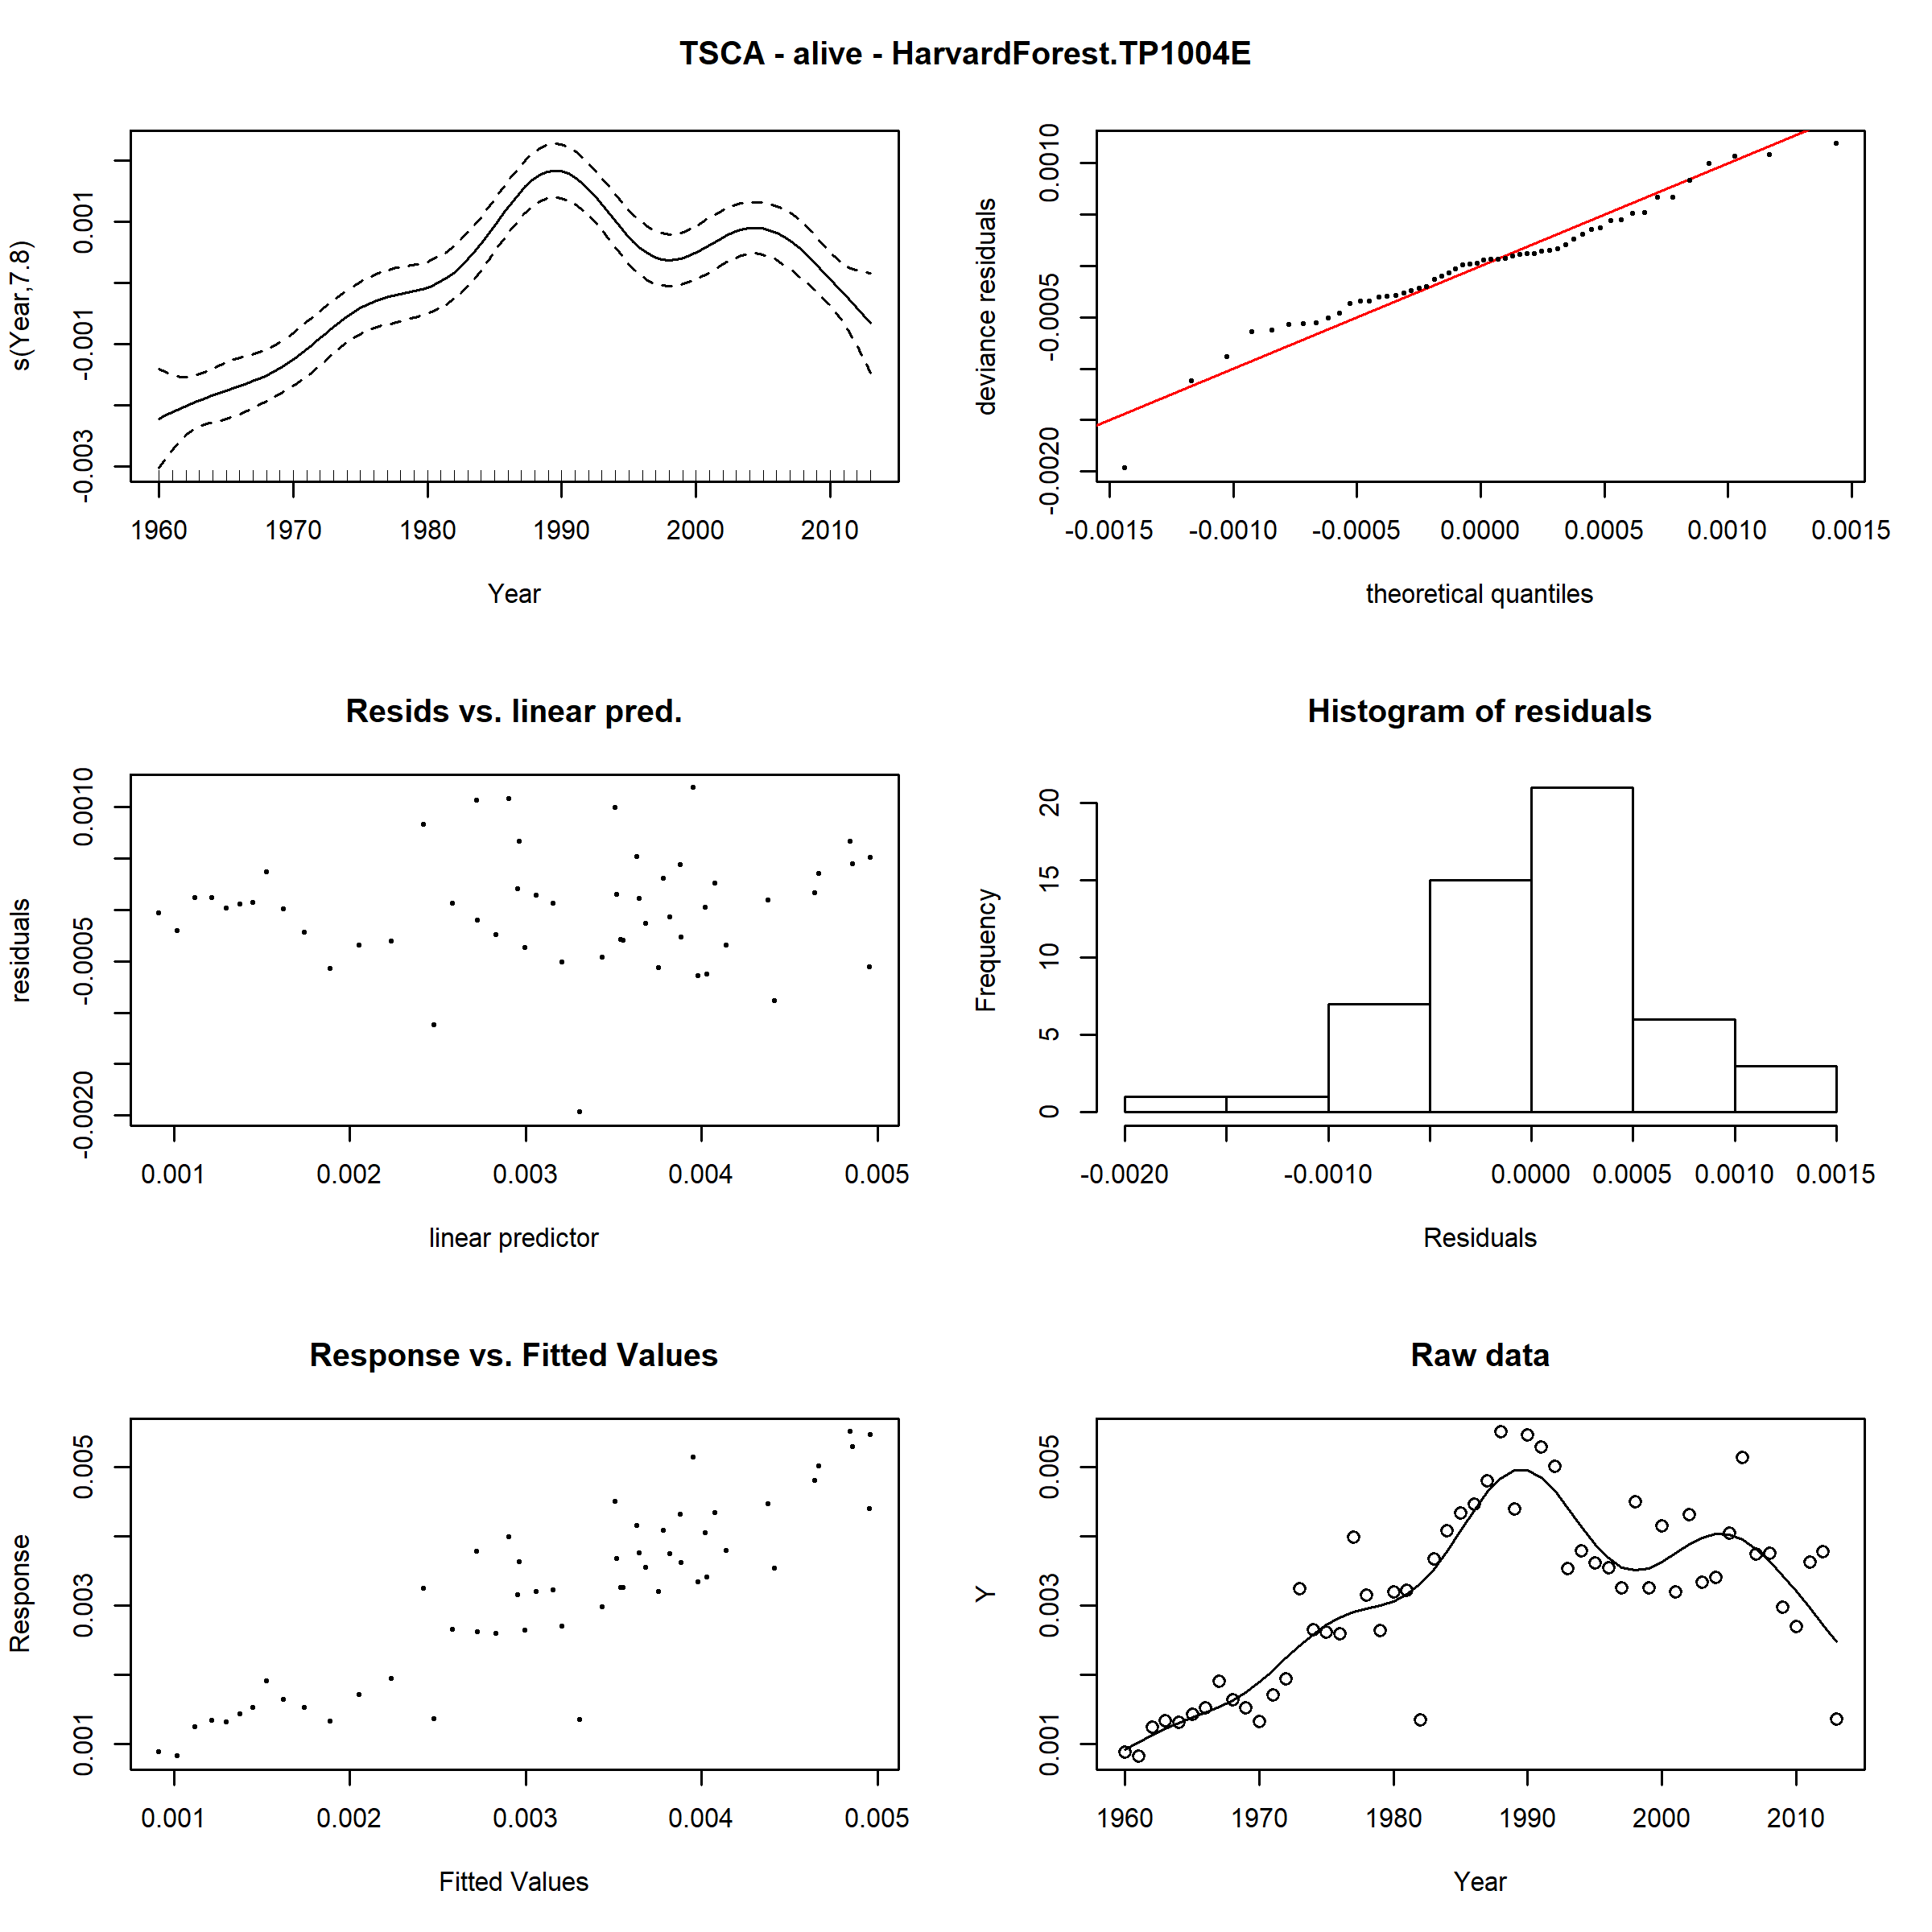 TSCA - alive - HarvardForest.TP1004E
s(Year,7.8)
-0.003 -0.001 0.001
1960 1970 1980 1990 2000 2010
Year
deviance residuals
-0.0020 -0.0005 0.0010
-0.0015 -0.0010 -0.0005 0.0000 0.0005 0.0010 0.0015
theoretical quantiles
Resids vs. linear pred.
residuals
-0.0020 -0.0005 0.0010
0.001 0.002 0.003 0.004 0.005
linear predictor
Histogram of residuals
Frequency
0 5 10 15 20
-0.0020 -0.0010 0.0000 0.0005 0.0010 0.0015
Residuals
Response vs. Fitted Values
Response
0.001 0.003 0.005
0.001 0.002 0.003 0.004 0.005
Fitted Values
Raw data
Y
0.001 0.003 0.005
1960 1970 1980 1990 2000 2010
Year